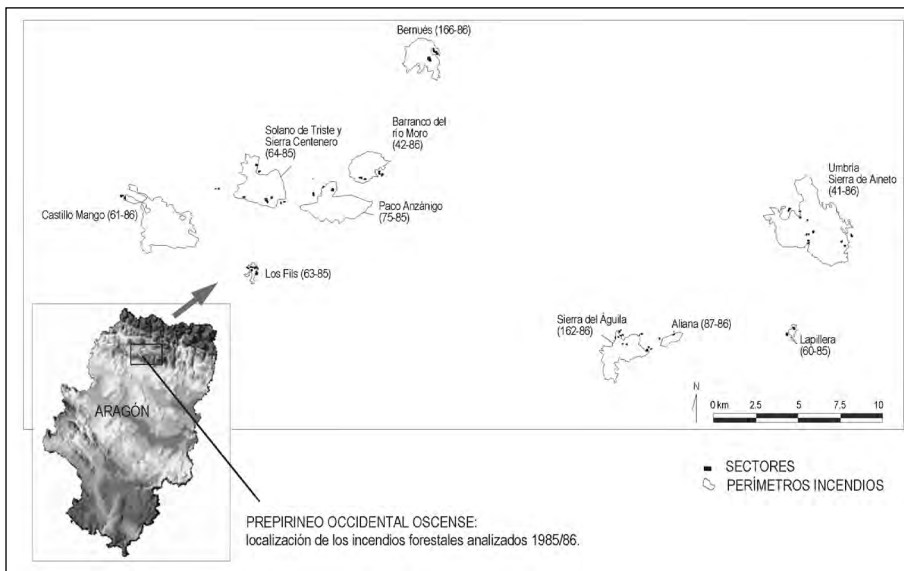 Bernués (166-86)
Solano de Triste y
Sierra Centenero
(64-85)
Barranco del
río Moro
(42-86)
Umbría
Sierra de Aineto
(41-86)
Castillo Mango (61-86)
Paco Anzánigo
(75-85)
Los Fils (63-85)
Sierra del Águila
(162-86)
Aliana (87-86)
Lapillera
(60-85)
N
0 km 2,5 5 7,5 10
ARAGÓN
SECTORES
PERÍMETROS INCENDIOS
PREPIRINEO OCCIDENTAL OSCENSE:
localización de los incendios forestales analizados 1985/86.